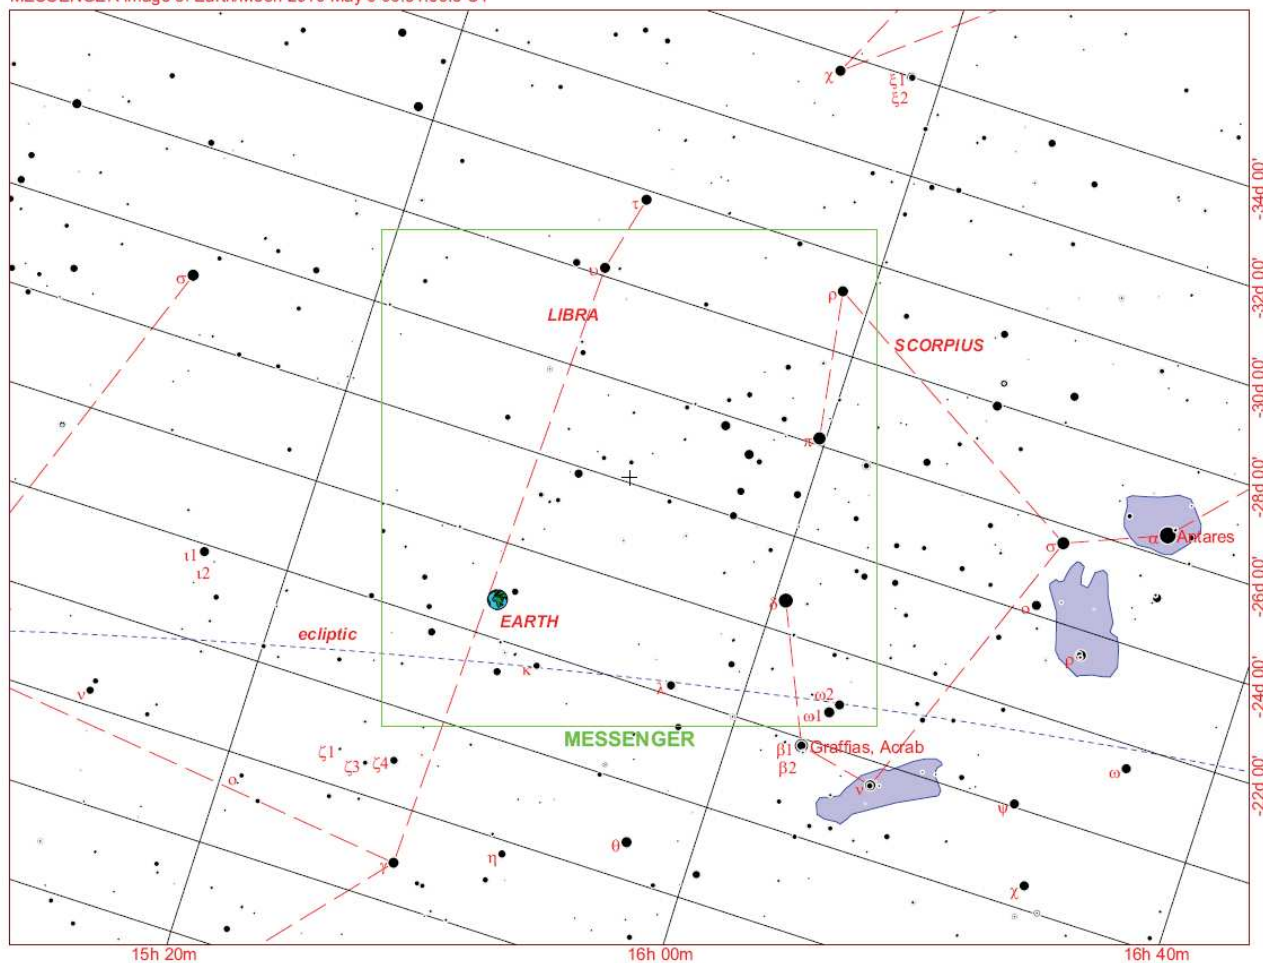 χ
ξ1
ξ2
-34d 00'
τ
υ
σ
-32d 00'
ρ
LIBRA
SCORPIUS
-30d 00'
π
-28d 00'
σ
α Antares
ι1
ι2
-26d 00'
δ
ο
EARTH
ecliptic
κ
ρ
-24d 00'
ν
λ
ω2
ω1
MESSENGER
β1 Graffias, Acrab
β2
ζ1
ζ3 ζ4
ο
ν
ω
-22d 00'
ψ
θ
η
γ
χ
15h 20m
16h 00m
16h 40m